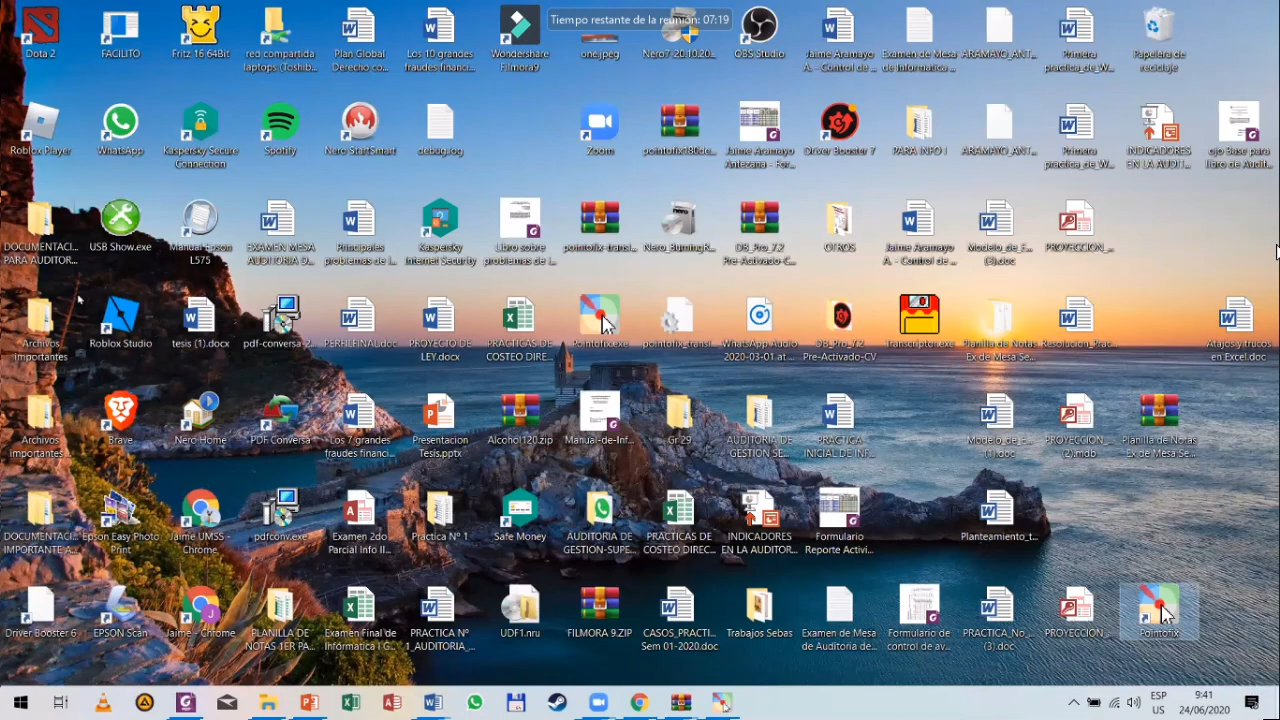 Tiempo restante de la reunión: 07:19
Dota 2
FACILITO
Fritz 16 64Bit
red-compartida
laptops (Toshib...
Plan Global
Derecho co...
Los 10 grandes
fraudes financi...
Wondershare
Filmora9
one.jpeg
Nero7-20.10.20...
OBS Studio
Jaime Aramayo
A. - Control de ...
Examen de Mesa
de Informatica ...
ARAMAYO_ANT...
Primera
practica_de_W...
Papelera de
reciclaje
Roblox Player
WhatsApp
Kaspersky Secure
Connection
Spotify
Nero StartSmart
debug.log
Zoom
pointofix180de...
Jaime Aramayo
Antezana - For...
Driver Booster 7
PARA INFO I
ARAMAYO_ANT...
Primera
practica_de_W...
INDICADORES
EN LA AUDIT...
ojo Base para
libro de Audit...
DOCUMENTACI...
PARA AUDITOR...
USB Show.exe
Manual Epson
L575
EXAMEN MESA
AUDITORIA D...
Principales
problemas de l...
Kaspersky
Internet Security
Libro sobre
problemas de l...
pointofix-transl...
Nero_BurningR...
DB_Pro_7.2
Pre-Activado-C...
OTROS
Jaime Aramayo
A. - Control de ...
Modelo_de_E...
(3).doc
PROYECCION_...
Archivos
importantes
Roblox Studio
tesis (1).docx
pdf-conversa-2...
PERFILFINAL.doc
PROYECTO DE
LEY.docx
PRACTICAS DE
COSTEO DIRE...
Pointofix.exe
pointofix_transl...
WhatsApp Audio
2020-03-01 at ...
DB_Pro_7.2
Pre-Activado-CV
Transcriptor.exe
Planilla de Notas
Ex de Mesa Se...
Resolucion_Prac...
Atajos y trucos
en Excel.doc
Archivos
importantes
Brave
Nero Home
PDF Conversa
Los 7 grandes
fraudes financi...
Presentacion
Tesis.pptx
Alcohol120.zip
Manual-de-Inf...
Gr 29
AUDITORIA DE
GESTION SE...
PRACTICA
INICIAL DE INF...
(1).doc
PROYECCION_...
(2).mdb
Planilla de Notas
Ex de Mesa Se...
DOCUMENTACI...
IMPORTANTE A...
Epson Easy Photo
Print
Jaime UMSS -
Chrome
pdfconv.exe
Examen 2do
Parcial Info II...
Practica Nº 1
Safe Money
AUDITORIA DE
GESTION-SUPE...
PRACTICAS DE
COSTEO DIREC...
INDICADORES
EN LA AUDITOR...
Formulario
Reporte Activi...
Planteamiento_t...
Driver Booster 6
EPSON Scan
Jaime - Chrome
PLANILLA DE
NOTAS 1ER PA...
Examen Final de
Informatica I G...
PRACTICA Nº
1_AUDITORIA_...
UDF1.nru
FILMORA 9.ZIP
CASOS_PRACTI...
Sem 01-2020.doc
Trabajos Sebas
Examen de Mesa
de Auditoria de...
Formulario de
control de av...
PRACTICA_No_...
(3).doc
PROYECCION_...
Pointofix
ESP
US
9:41
24/06/2020